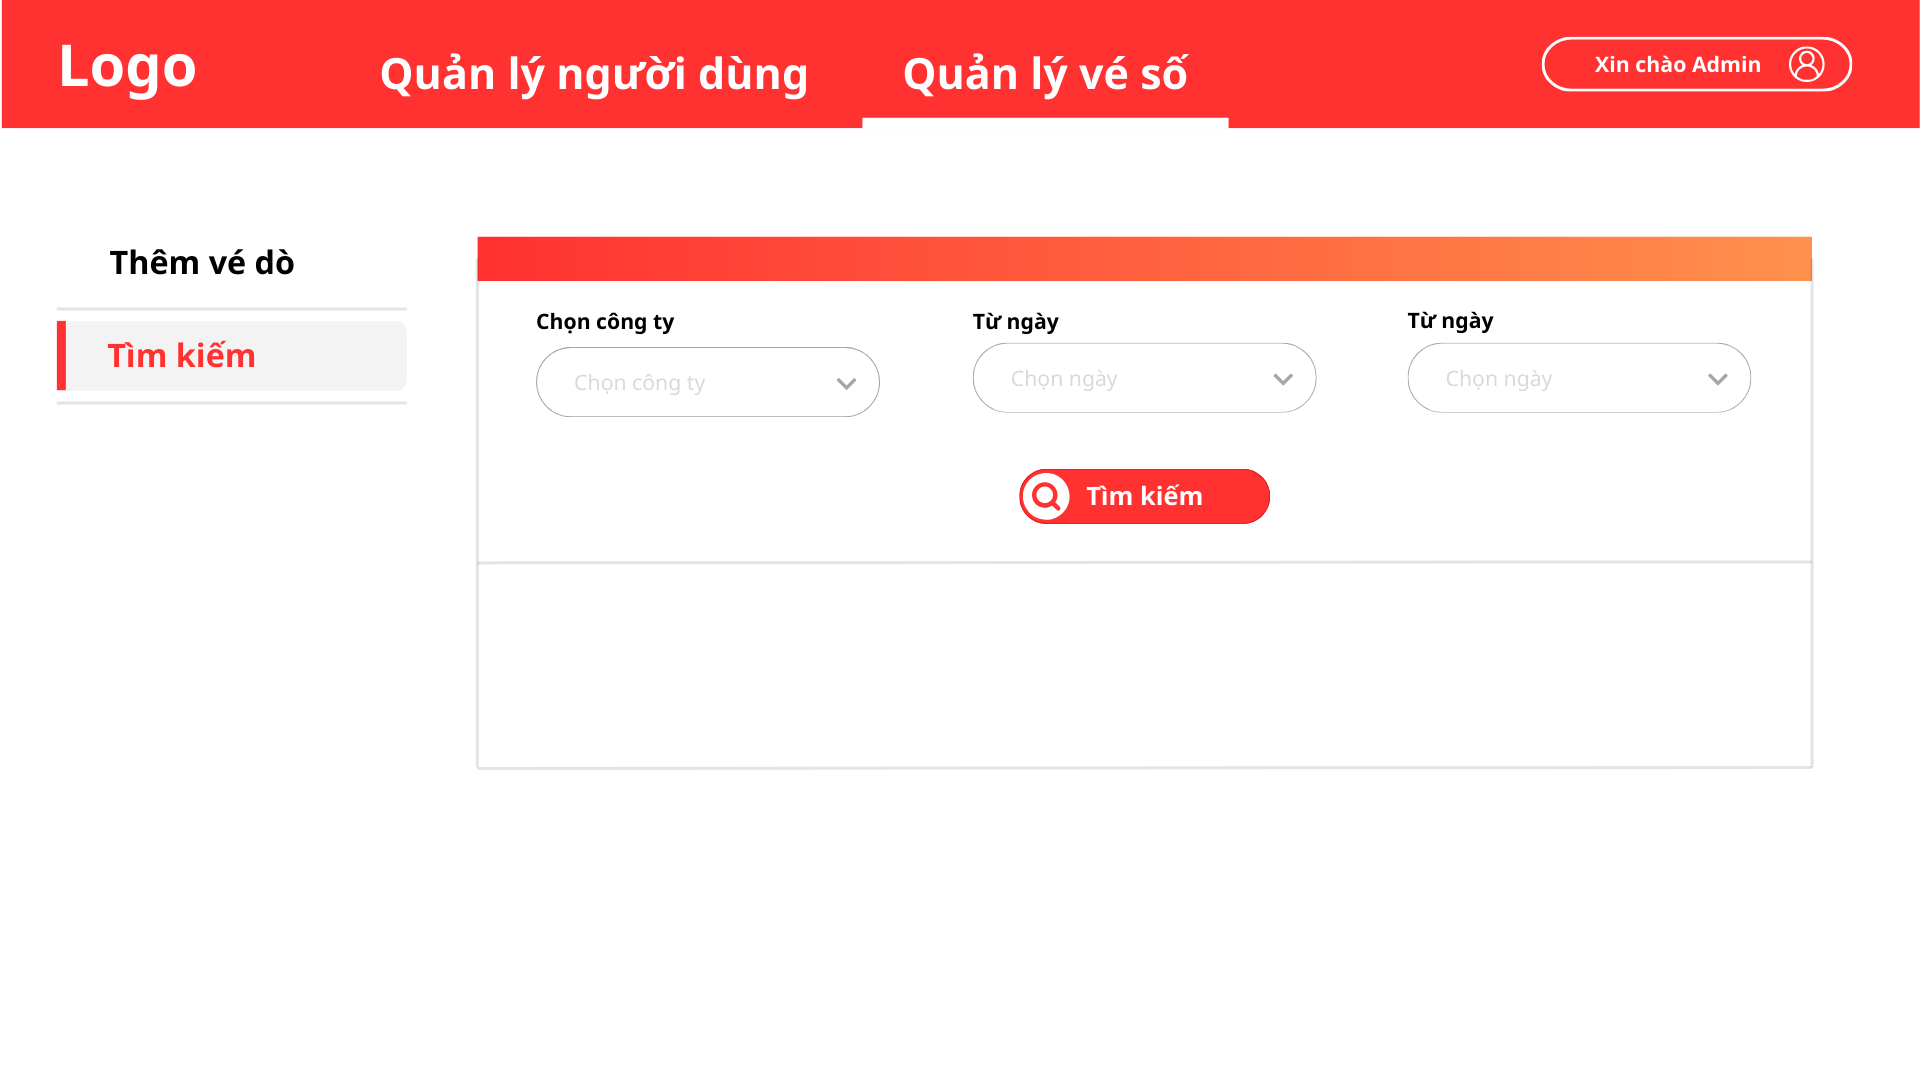 Logo
Quản lý người dùng
Quản lý vé số
Xin chào Admin
Thêm vé dò
Tìm kiếm
Chọn công ty
Từ ngày
Từ ngày
Chọn công ty
Chọn ngày
Chọn ngày
Tìm kiếm